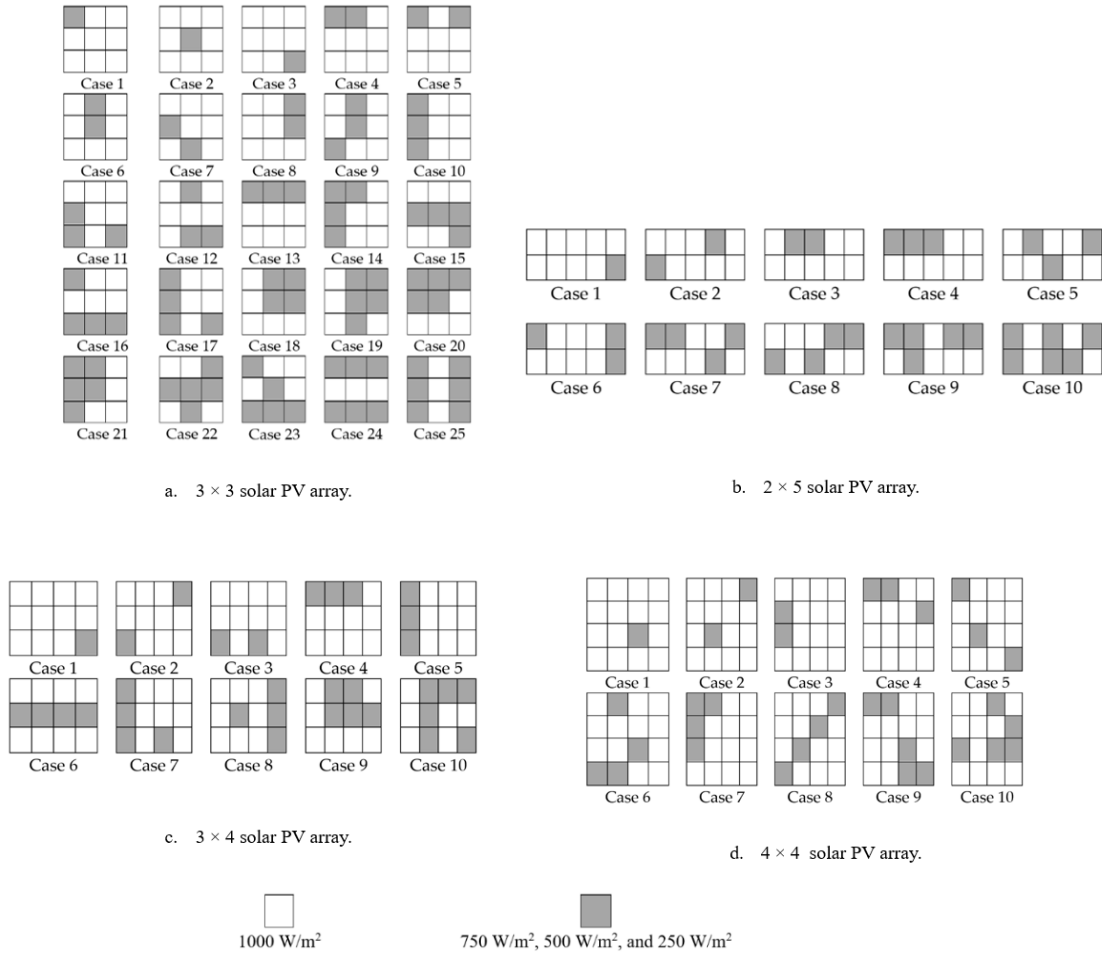 Case 1 Case 2 Case 3 Case 4 Case 5
Case 6 Case 7 Case 8 Case 9 Case 10
Case 11 Case 12 Case 13 Case 14 Case 15
Case 16 Case 17 Case 18 Case 19 Case 20
Case 21 Case 22 Case 23 Case 24 Case 25
a. 3 × 3 solar PV array.
Case 1 Case 2 Case 3 Case 4 Case 5
Case 6 Case 7 Case 8 Case 9 Case 10
b. 2 × 5 solar PV array.
Case 1 Case 2 Case 3 Case 4 Case 5
Case 6 Case 7 Case 8 Case 9 Case 10
c. 3 × 4 solar PV array.
Case 1 Case 2 Case 3 Case 4 Case 5
Case 6 Case 7 Case 8 Case 9 Case 10
d. 4 × 4 solar PV array.
1000 W/m²
750 W/m², 500 W/m², and 250 W/m²